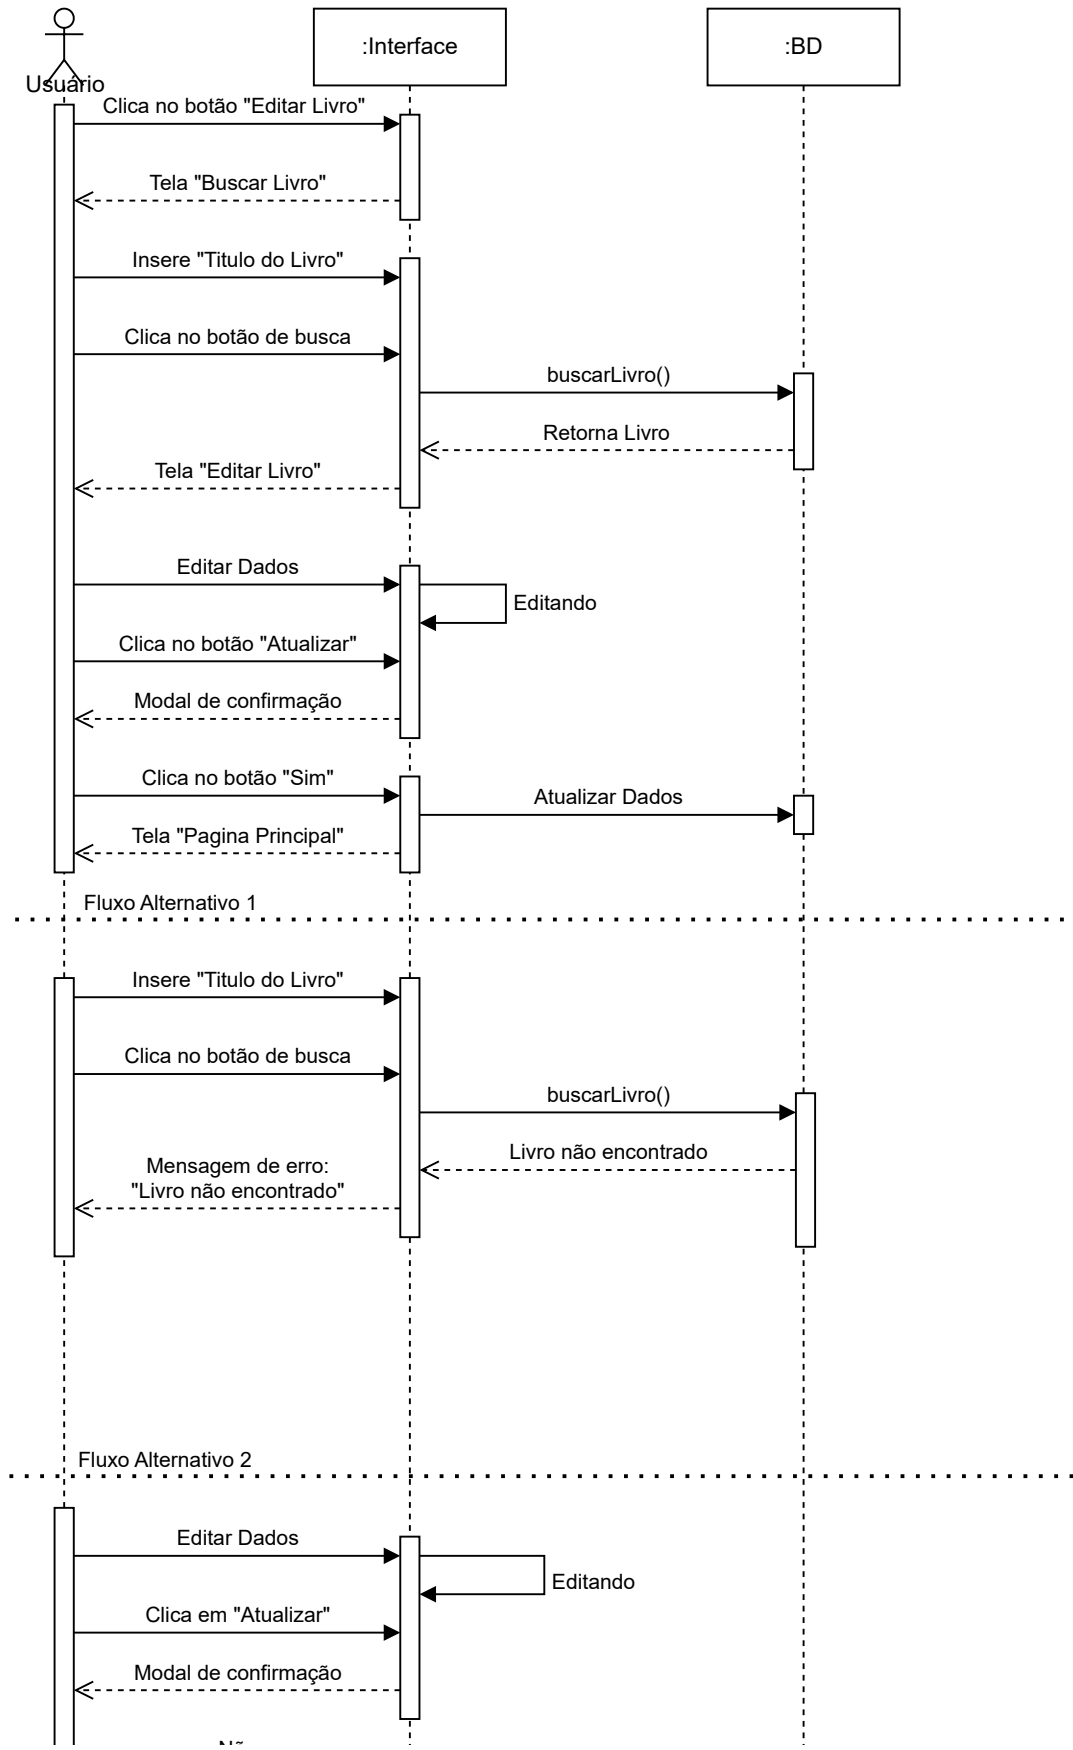 Usuário
:Interface
:BD
Clica no botão "Editar Livro"
Tela "Buscar Livro"
Insere "Titulo do Livro"
Clica no botão de busca
buscarLivro()
Retorna Livro
Tela "Editar Livro"
Editar Dados
Editando
Clica no botão "Atualizar"
Modal de confirmação
Clica no botão "Sim"
Atualizar Dados
Tela "Pagina Principal"
Fluxo Alternativo 1
Insere "Titulo do Livro"
Clica no botão de busca
buscarLivro()
Livro não encontrado
Mensagem de erro:
"Livro não encontrado"
Fluxo Alternativo 2
Editar Dados
Editando
Clica em "Atualizar"
Modal de confirmação